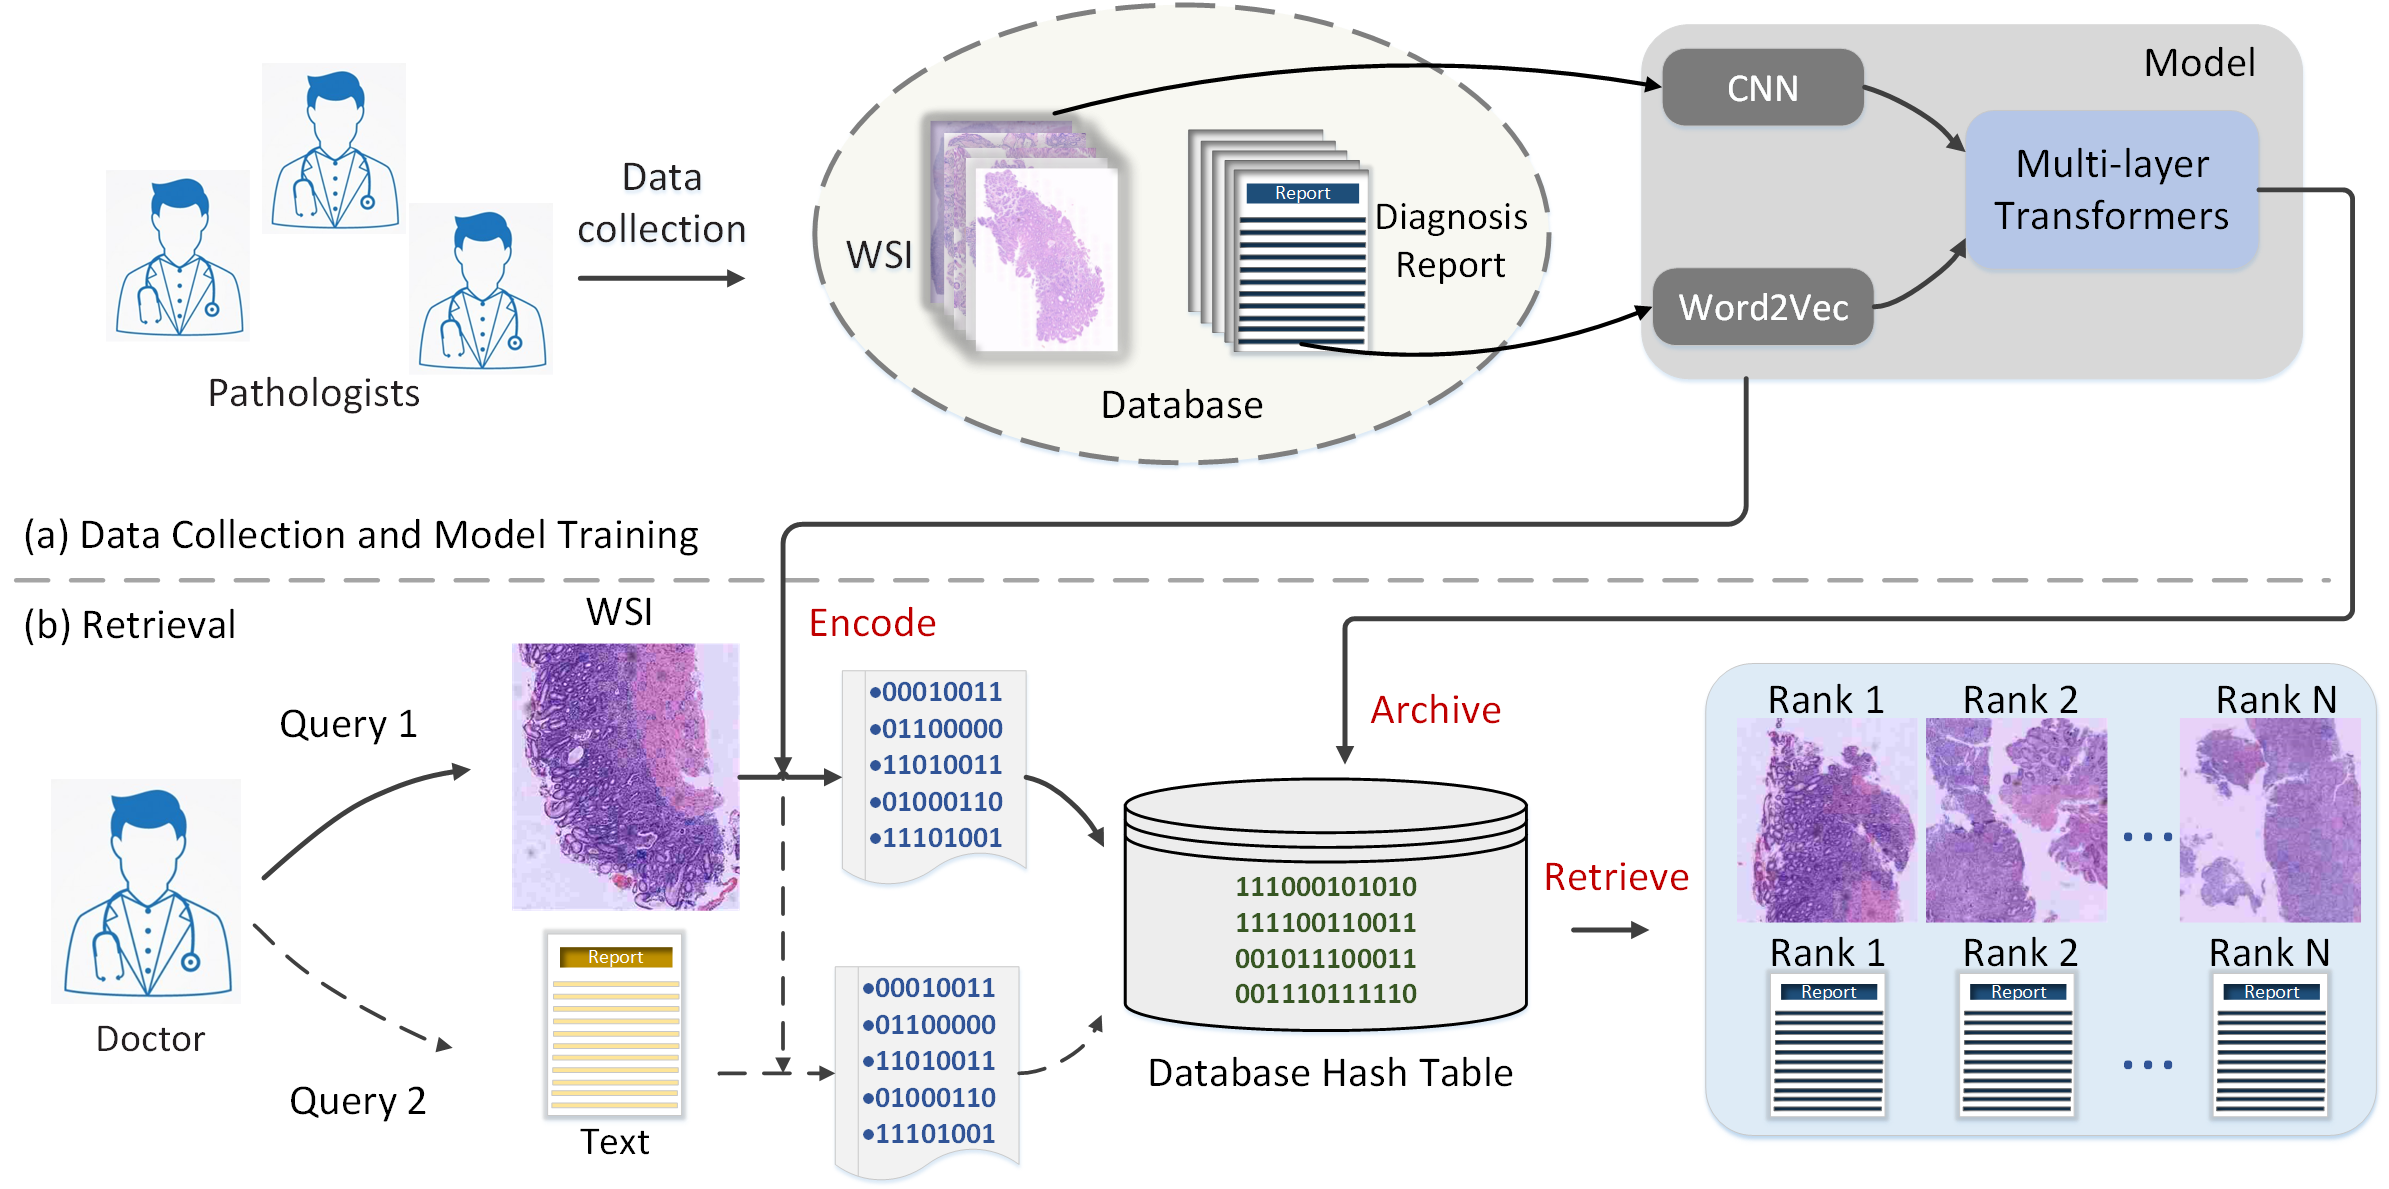 Pathologists
Data
collection
WSI
Report
Diagnosis
Report
Database
Model
CNN
Word2Vec
Multi-layer
Transformers
(a) Data Collection and Model Training
(b) Retrieval
Doctor
Query 1
Query 2
WSI
Report
Text
Encode
•00010011
•01100000
•11010011
•01000110
•11101001
•00010011
•01100000
•11010011
•01000110
•11101001
Archive
111000101010
111100110011
001011100011
001110111110
Database Hash Table
Retrieve
Rank 1
Rank 2
...
Rank N
Rank 1
Rank 2
Rank N
Report
Report
...
Report